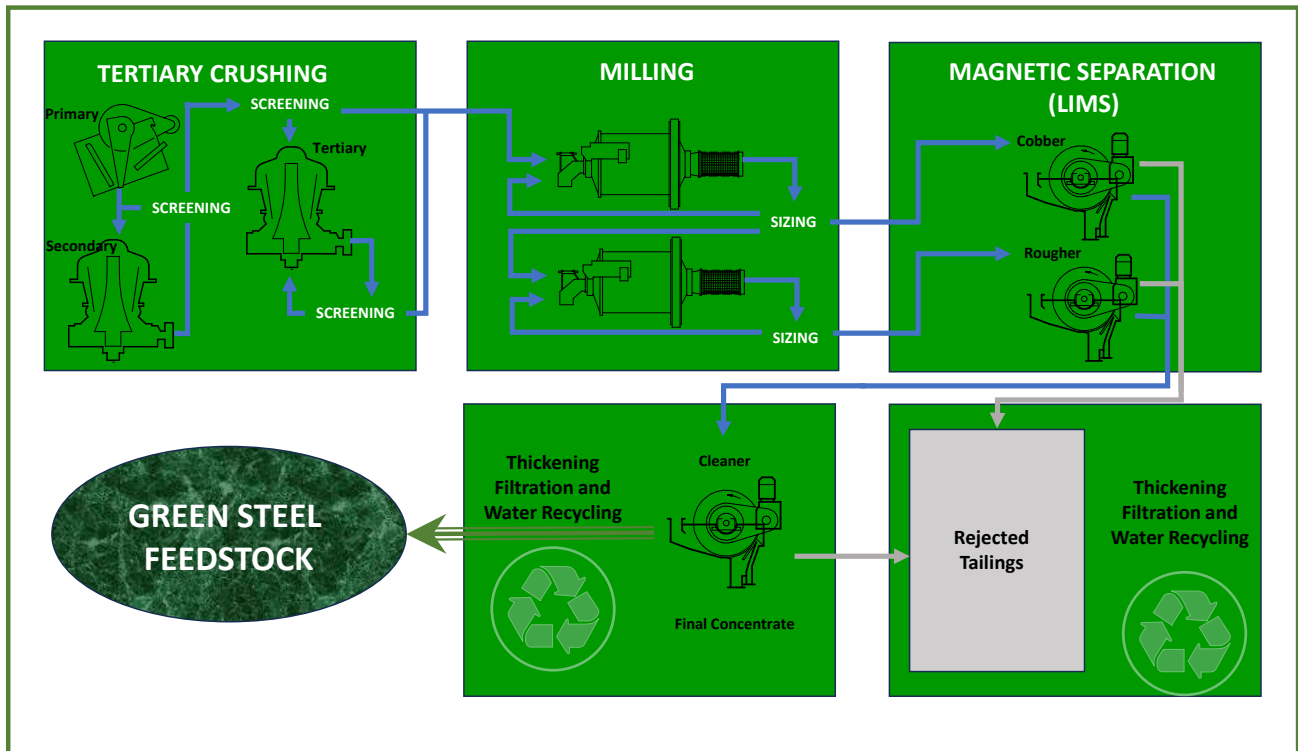 TERTIARY CRUSHING
Primary
SCREENING
Tertiary
SCREENING
Secondary
SCREENING
MILLING
SIZING
SIZING
MAGNETIC SEPARATION
(LIMS)
Cobber
Rougher
GREEN STEEL
FEEDSTOCK
Thickening
Filtration and
Water Recycling
Cleaner
Final Concentrate
Rejected
Tailings
Thickening
Filtration and
Water Recycling